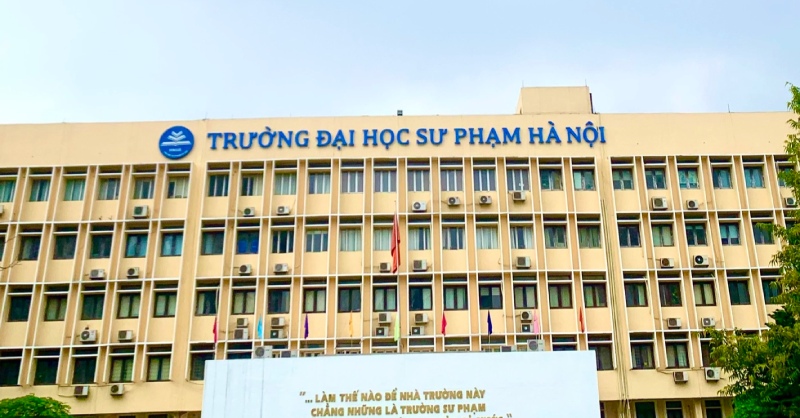 TRƯỜNG ĐẠI HỌC SƯ PHẠM HÀ NỘI
"... LÀM THẾ NÀO ĐỂ NHÀ TRƯỜNG NÀY
CHẲNG NHỮNG LÀ TRƯỜNG SƯ PHẠM